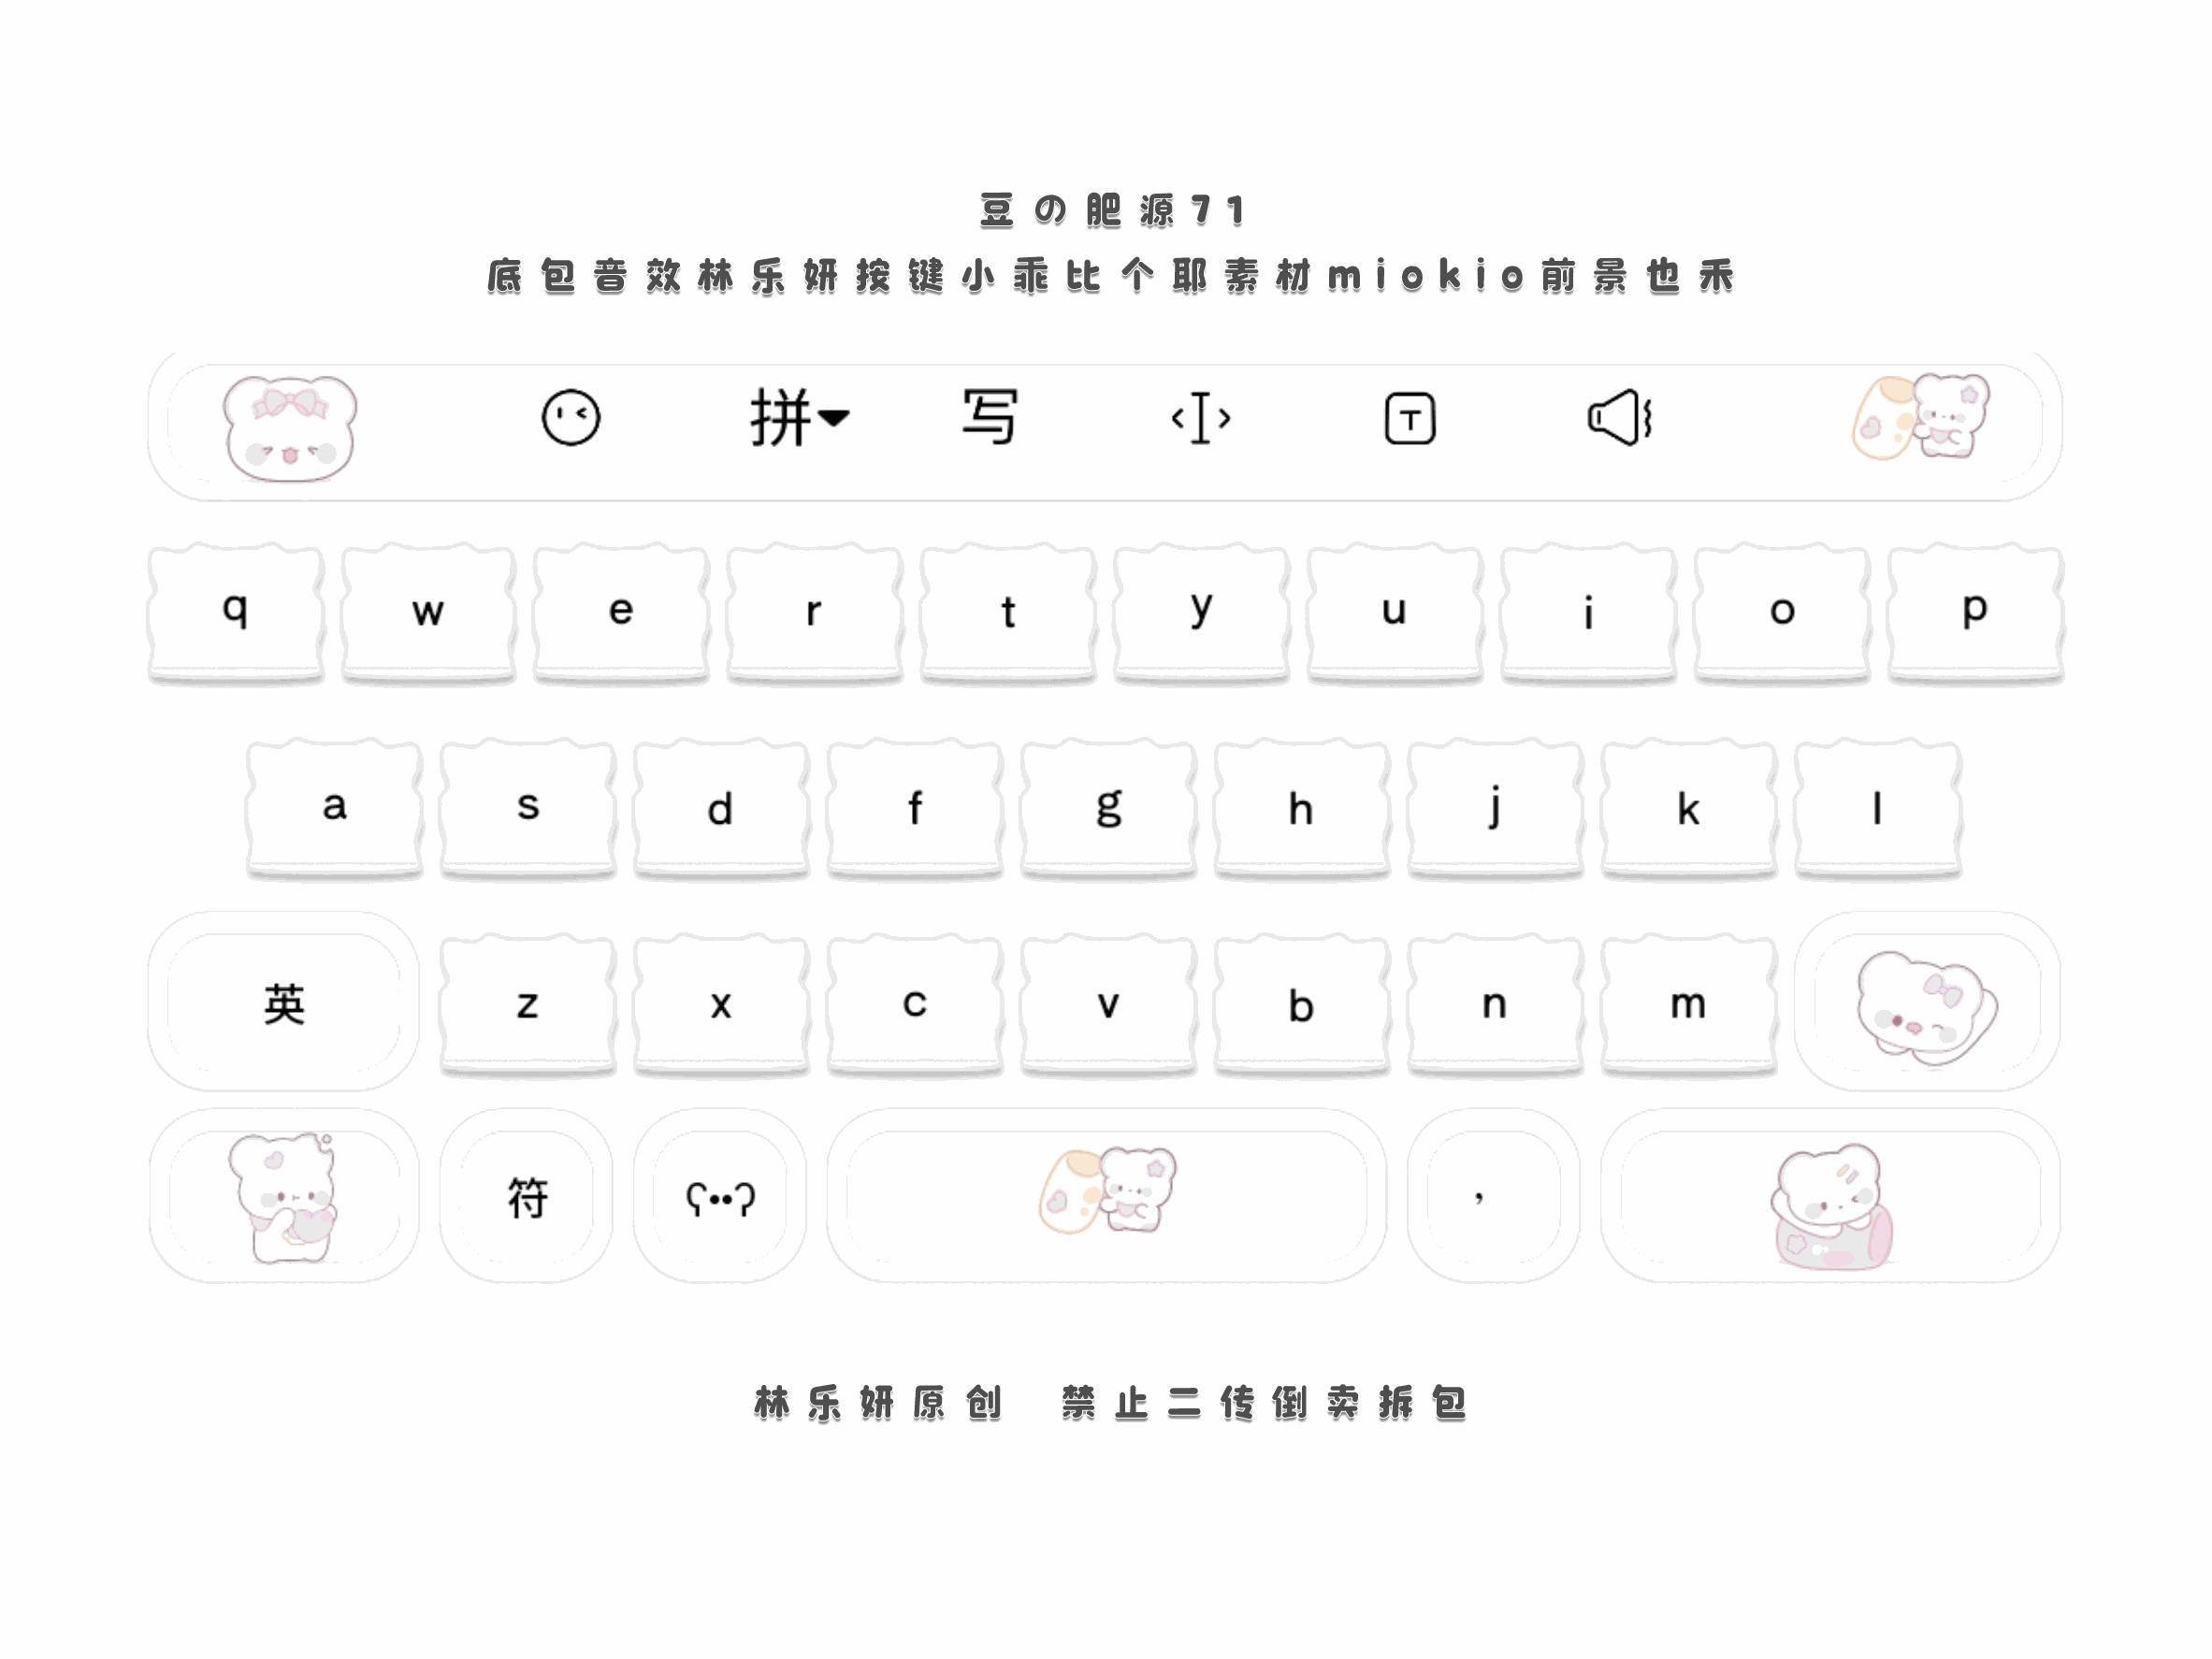 豆の肥源71
底包音效林乐妍按键小乖比个耶素材miokio前景也禾
拼 写 T
q w e r t y u i o p
a s d f g h j k l
英 z x c v b n m
符 ʕ••ʔ ,
林乐妍原创 禁止二传倒卖拆包